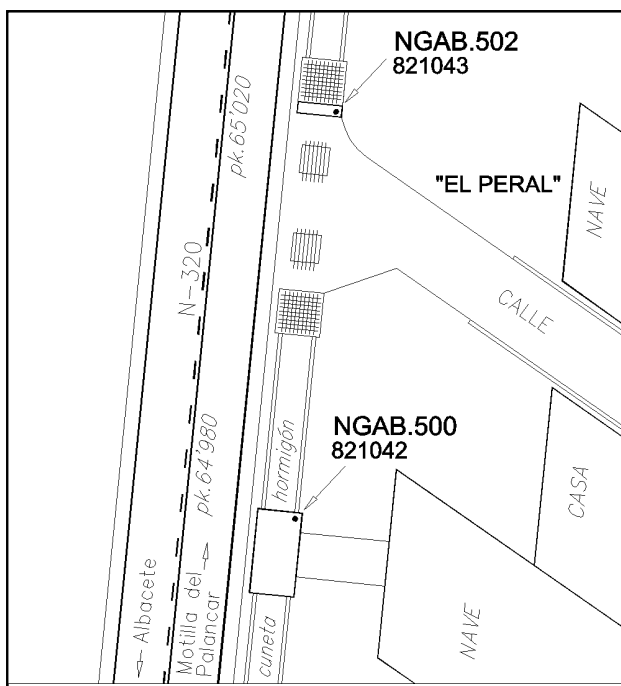 NGAB.502
821043
pk.65'020
"EL PERAL"
NAVE
N-320
CALLE
pk.64'980
NGAB.500
821042
hormigón
CASA
Albacete
Motilla del
Palancar
cuneta
NAVE